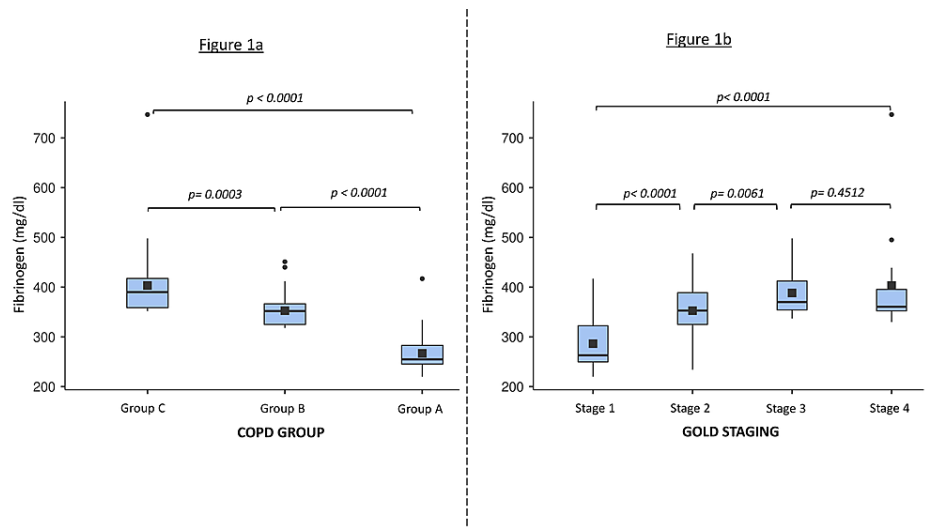 Figure 1a
p < 0.0001
p= 0.0003
p < 0.0001
Fibrinogen (mg/dl)
700
600
500
400
300
200
Group C
Group B
Group A
COPD GROUP
Figure 1b
p <0.0001
p< 0.0001
p= 0.0061
p= 0.4512
Fibrinogen (mg/dL)
700
600
500
400
300
200
Stage 1
Stage 2
Stage 3
Stage 4
GOLD STAGING